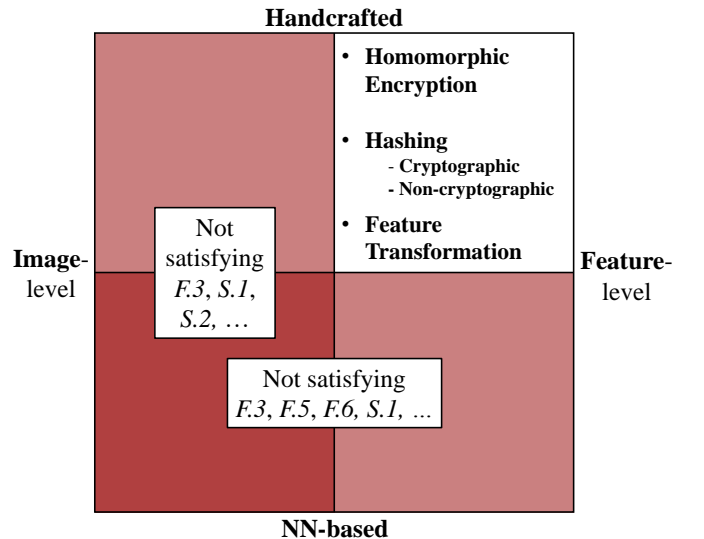 Handcrafted
• Homomorphic
Encryption
• Hashing
- Cryptographic
- Non-cryptographic
• Feature
Transformation
Not
satisfying
F.3, S.1,
S.2, …
Image-
level
Feature-
level
Not satisfying
F.3, F.5, F.6, S.1, ...
NN-based